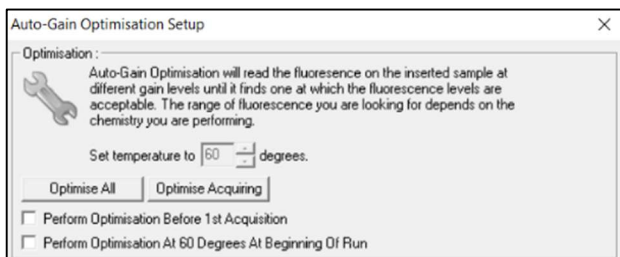 Auto-Gain Optimisation Setup
Optimisation :
Auto-Gain Optimisation will read the fluoresence on the inserted sample at
different gain levels until it finds one at which the fluorescence levels are
acceptable. The range of fluorescence you are looking for depends on the
chemistry you are performing.
Set temperature to 60 degrees.
Optimise All Optimise Acquiring
Perform Optimisation Before 1st Acquisition
Perform Optimisation At 60 Degrees At Beginning Of Run